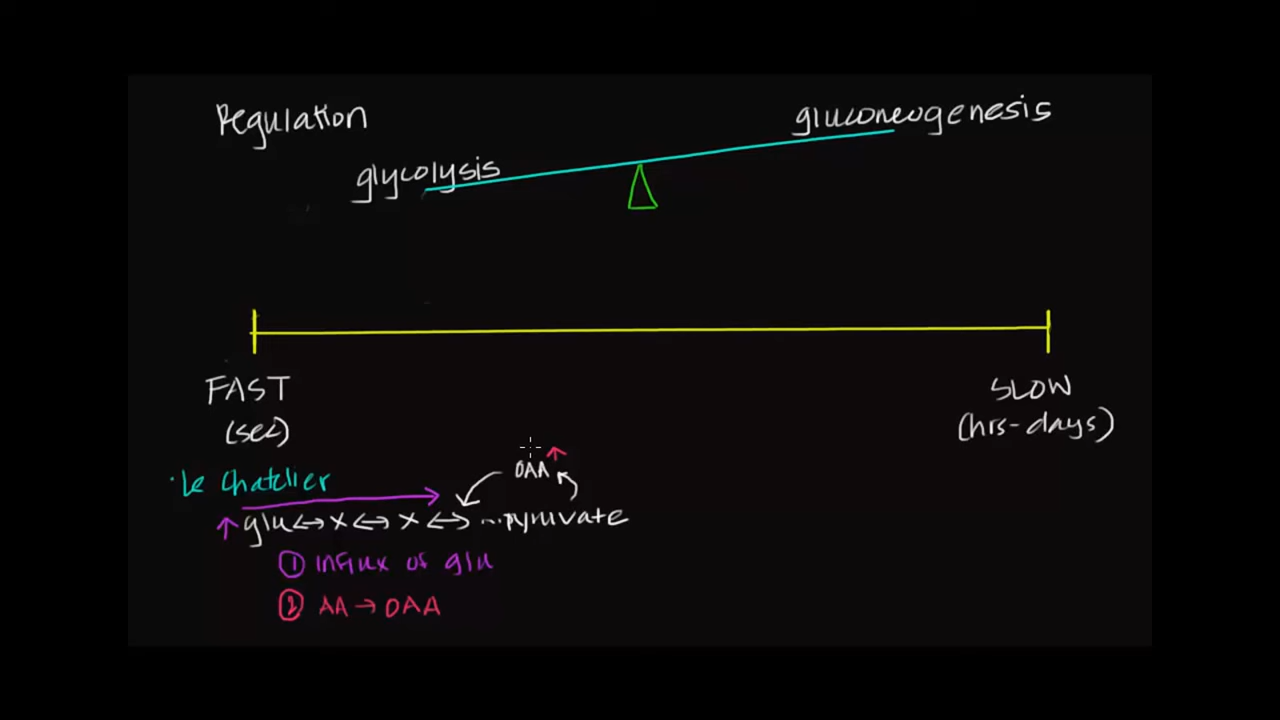 Regulation
gluconeogenesis
glycolysis
FAST
(sec)
SLOW
(hrs-days)
OAA ↑
· Le Chatelier
↑ glu ↔ x ↔ x ↔ ...pyruvate
① influx of glu
② AA → OAA